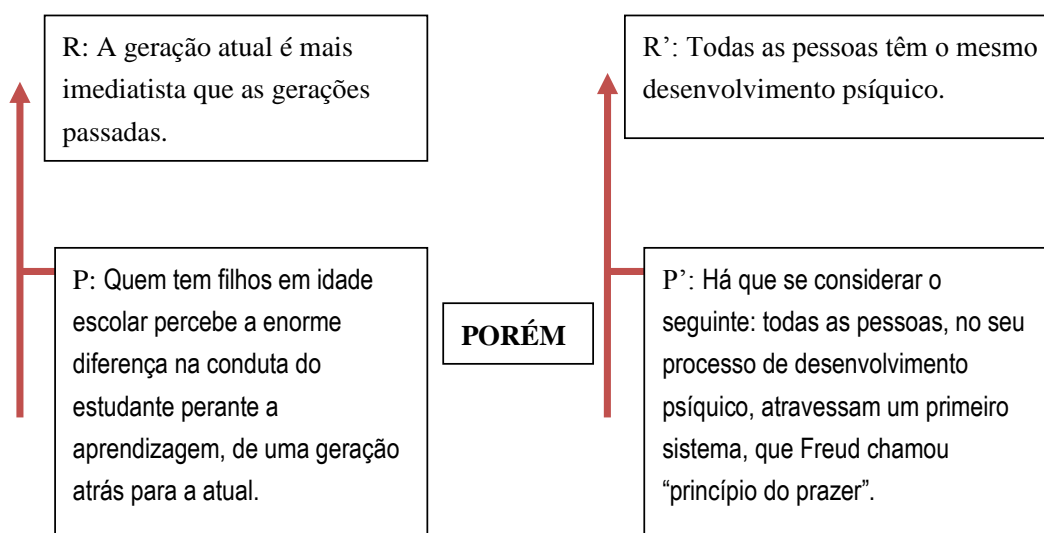 R: A geração atual é mais
imediatista que as gerações
passadas.
R’: Todas as pessoas têm o mesmo
desenvolvimento psíquico.
P: Quem tem filhos em idade
escolar percebe a enorme
diferença na conduta do
estudante perante a
aprendizagem, de uma geração
atrás para a atual.
PORÉM
P’: Há que se considerar o
seguinte: todas as pessoas, no seu
processo de desenvolvimento
psíquico, atravessam um primeiro
sistema, que Freud chamou
“princípio do prazer”.